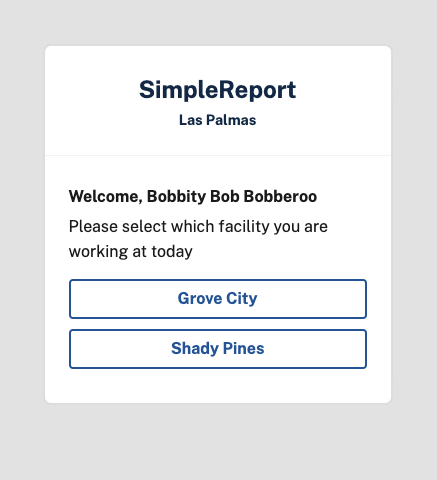 SimpleReport
Las Palmas
Welcome, Bobbity Bob Bobberoo
Please select which facility you are
working at today
Grove City
Shady Pines